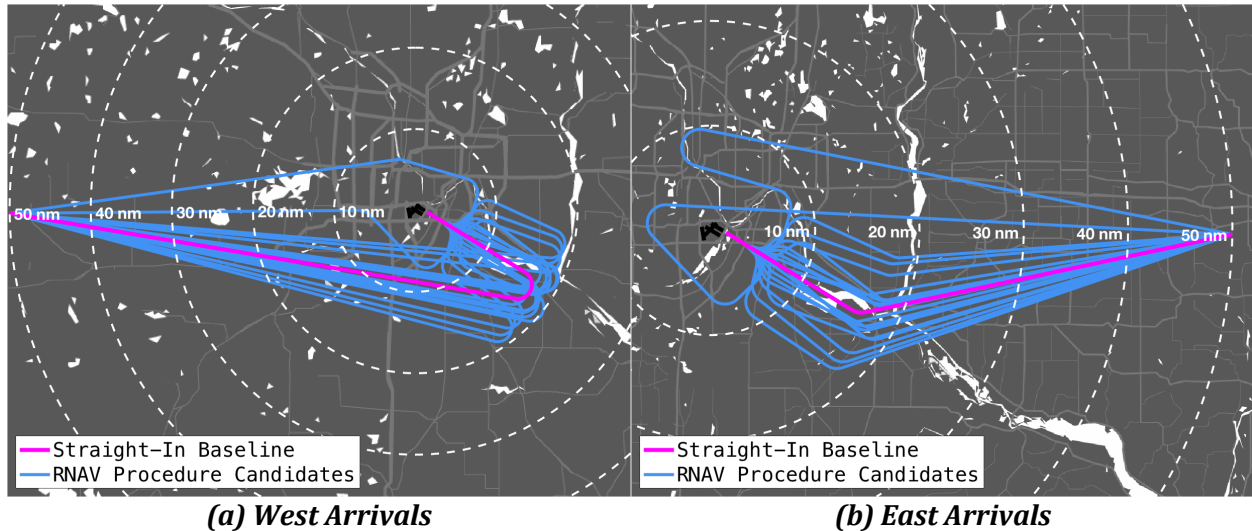 50 nm 40 nm 30 nm 20 nm 10 nm
10 nm 20 nm 30 nm 40 nm 50 nm
Straight-In Baseline
RNAV Procedure Candidates
Straight-In Baseline
RNAV Procedure Candidates
(a) West Arrivals
(b) East Arrivals